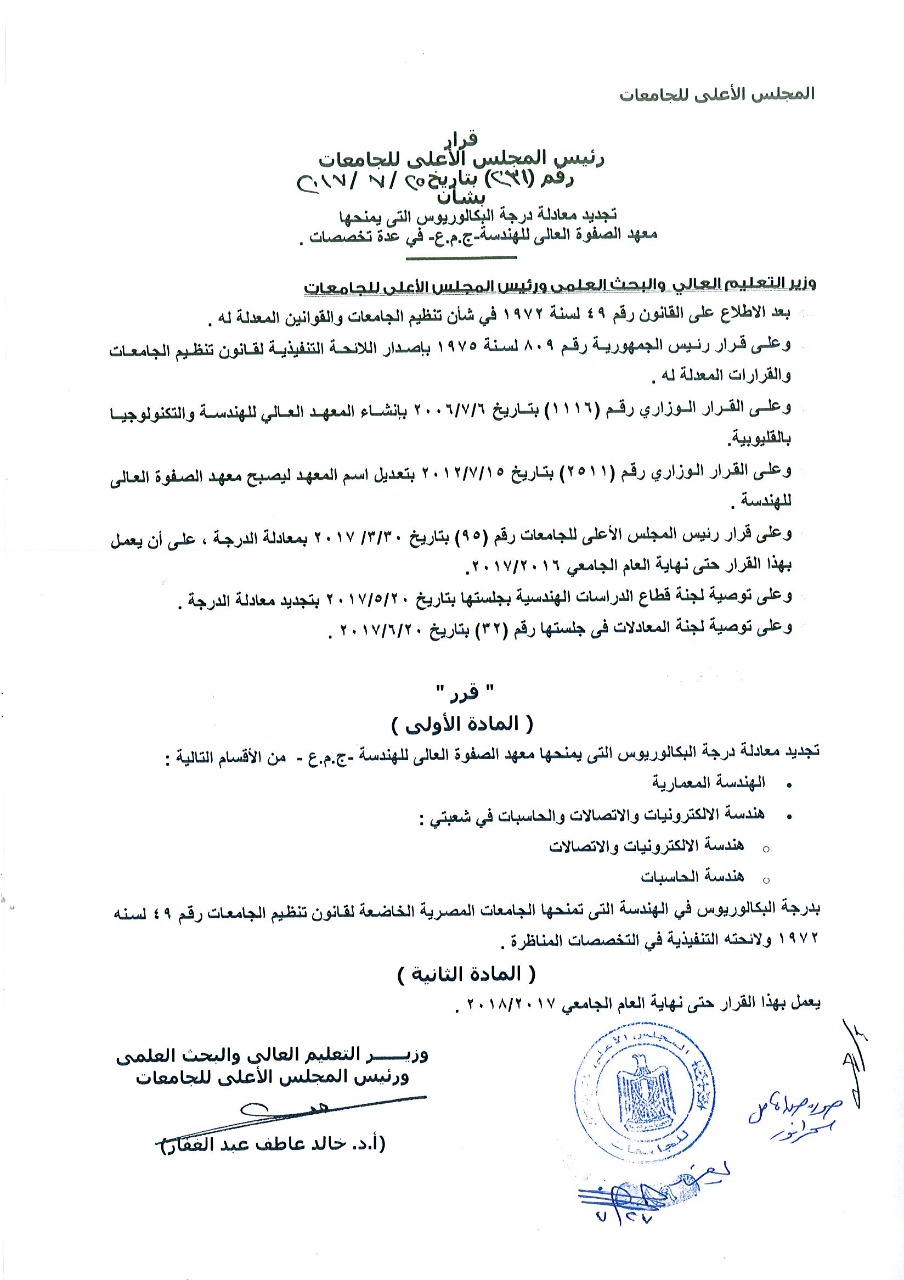 المجلس الأعلى للجامعات
قرار
رئيس المجلس الأعلى للجامعات
رقم (٢٣١) بتاريخ ٢٥ / ٧ / ٢٠١٧
بشأن
تجديد معادلة درجة البكالوريوس التى يمنحها
معهد الصفوة العالى للهندسة-ج.م.ع- في عدة تخصصات .
وزير التعليم العالي والبحث العلمى ورئيس المجلس الأعلى للجامعات
بعد الاطلاع على القانون رقم ٤٩ لسنة ١٩٧٢ في شأن تنظيم الجامعات والقوانين المعدلة له .
وعلى قرار رئيس الجمهورية رقم ٨٠٩ لسنة ١٩٧٥ بإصدار اللائحة التنفيذية لقانون تنظيم الجامعات
والقرارات المعدلة له .
وعلى القرار الوزاري رقم (١١١٦) بتاريخ ٢٠٠٦/٧/٦ بإنشاء المعهد العالي للهندسة والتكنولوجيا
بالقليوبية.
وعلى القرار الوزاري رقم (٢٥١١) بتاريخ ٢٠١٢/٧/١٥ بتعديل اسم المعهد ليصبح معهد الصفوة العالى
للهندسة .
وعلى قرار رئيس المجلس الأعلى للجامعات رقم (٩٥) بتاريخ ٢٠١٧ /٣/٣٠ بمعادلة الدرجة ، على أن يعمل
بهذا القرار حتى نهاية العام الجامعي ٢٠١٧/٢٠١٦.
وعلى توصية لجنة قطاع الدراسات الهندسية بجلستها بتاريخ ٢٠١٧/٥/٢٠ بتجديد معادلة الدرجة .
وعلى توصية لجنة المعادلات فى جلستها رقم (٣٢) بتاريخ ٢٠١٧/٦/٢٠ .
" قرر "
( المادة الأولى )
تجديد معادلة درجة البكالوريوس التى يمنحها معهد الصفوة العالى للهندسة -ج.م.ع - من الأقسام التالية :
• الهندسة المعمارية
• هندسة الالكترونيات والاتصالات والحاسبات في شعبتي :
○ هندسة الالكترونيات والاتصالات
○ هندسة الحاسبات
بدرجة البكالوريوس في الهندسة التى تمنحها الجامعات المصرية الخاضعة لقانون تنظيم الجامعات رقم ٤٩ لسنه
١٩٧٢ ولائحته التنفيذية في التخصصات المناظرة .
( المادة الثانية )
يعمل بهذا القرار حتى نهاية العام الجامعي ٢٠١٨/٢٠١٧ .
وزيـــر التعليم العالى والبحث العلمى
ورئيس المجلس الأعلى للجامعات
(أ.د. خالد عاطف عبد الغفار)
المجلس الأعلى
للجامعات
٧/٢٧